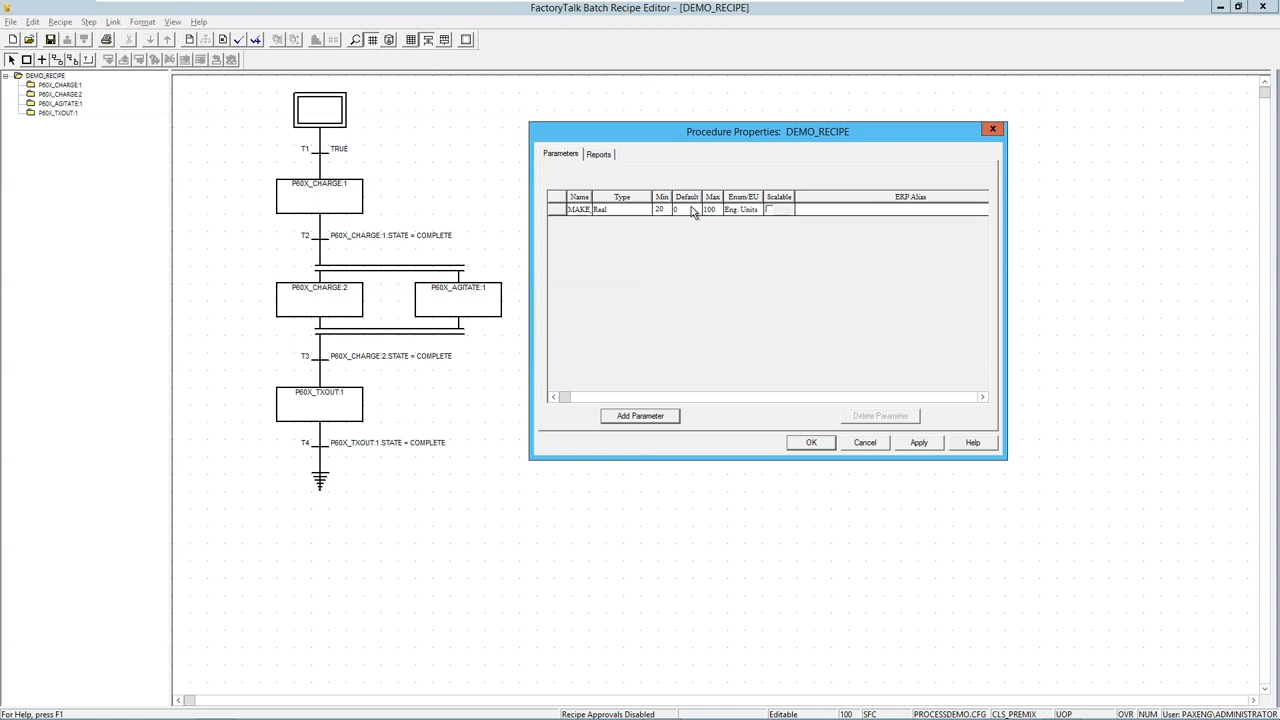 FactoryTalk Batch Recipe Editor - [DEMO_RECIPE]
File Edit Recipe Step Link Format View Help
DEMO_RECIPE
P60X_CHARGE:1
P60X_CHARGE:2
P60X_AGITATE:1
P60X_TXOUT:1
T1 TRUE
P60X_CHARGE:1
T2 P60X_CHARGE:1.STATE = COMPLETE
P60X_CHARGE:2 P60X_AGITATE:1
T3 P60X_CHARGE:2.STATE = COMPLETE
P60X_TXOUT:1
T4 P60X_TXOUT:1.STATE = COMPLETE
Procedure Properties: DEMO_RECIPE
X
Parameters Reports
Name Type Min Default Max Enum/EU Scalable ERP Alias
MAKE_ Real 20 0 100 Eng. Units
Add Parameter Delete Parameter
OK Cancel Apply Help
For Help, press F1 Recipe Approvals Disabled Editable 100 SFC PROCESSDEMO.CFG CLS_PREMIX UOP OVR NUM User: PAXENG\ADMINISTRATOR